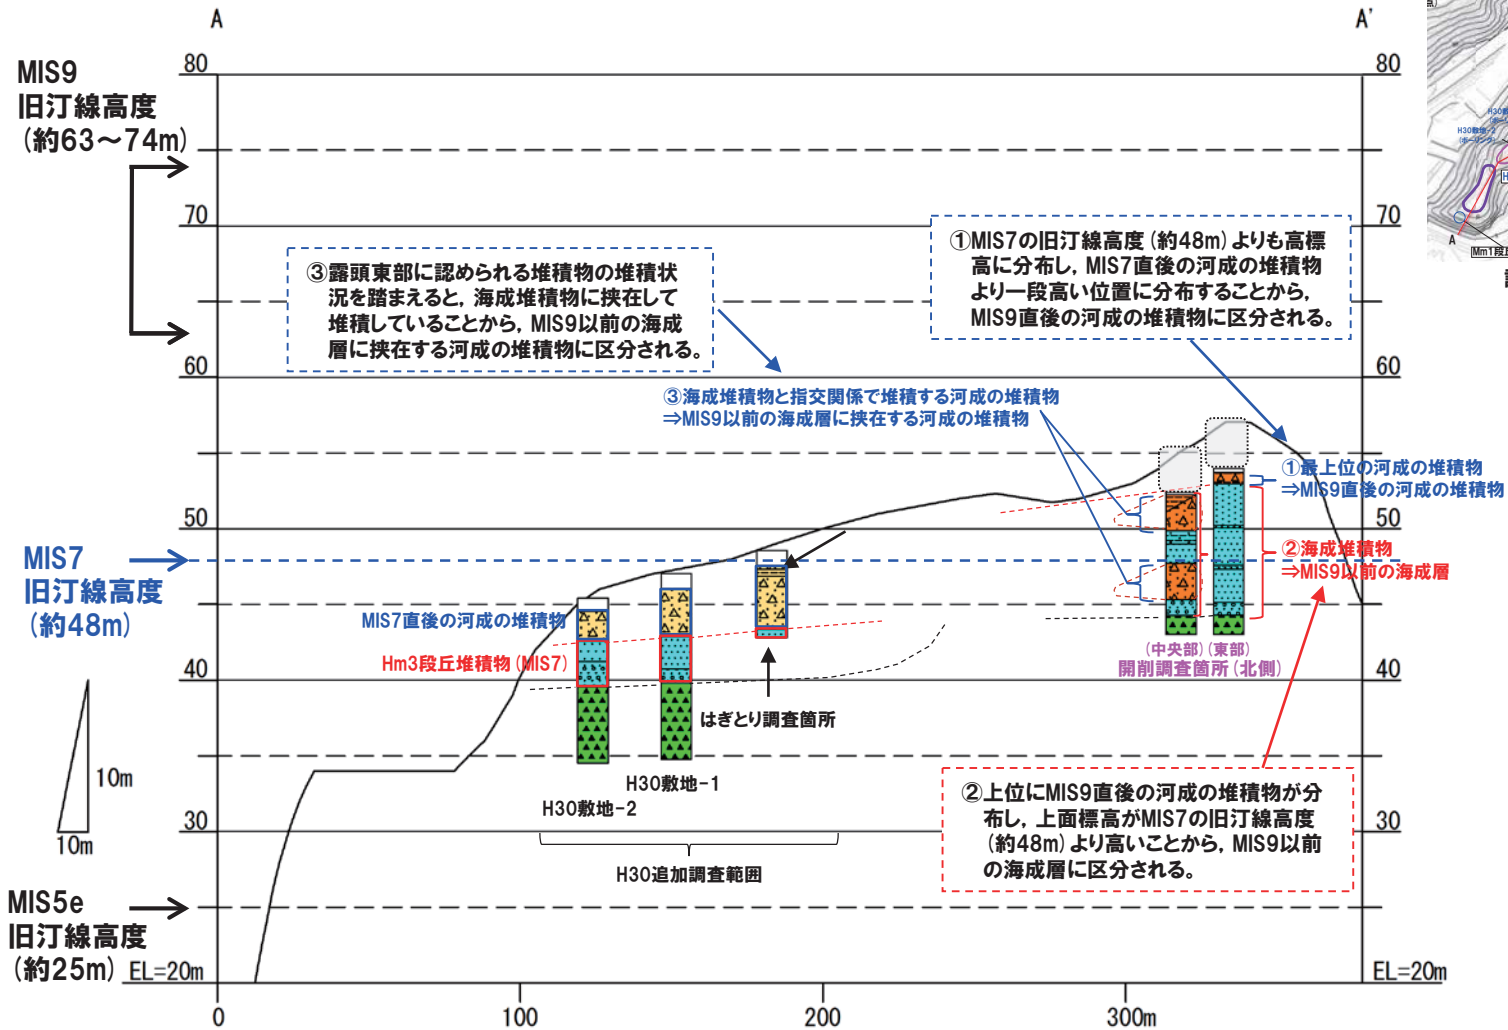 A
A'
80
80
MIS9
旧汀線高度
(約63～74m)
70
70
60
60
50
50
40
40
30
30
EL=20m
EL=20m
0
100
200
300m
MIS7
旧汀線高度
(約48m)
MIS5e
旧汀線高度
(約25m)
10m
10m
③露頭東部に認められる堆積物の堆積状
況を踏まえると, 海成堆積物に挟在して
堆積していることから, MIS9以前の海成
層に挟在する河成の堆積物に区分される。
①MIS7の旧汀線高度(約48m)よりも高標
高に分布し, MIS7直後の河成の堆積物
より一段高い位置に分布することから,
MIS9直後の河成の堆積物に区分される。
③海成堆積物と指交関係で堆積する河成の堆積物
⇒MIS9以前の海成層に挟在する河成の堆積物
①最上位の河成の堆積物
⇒MIS9直後の河成の堆積物
②海成堆積物
⇒MIS9以前の海成層
MIS7直後の河成の堆積物
Hm3段丘堆積物(MIS7)
(中央部)(東部)
開削調査箇所(北側)
はぎとり調査箇所
H30敷地-1
H30敷地-2
H30追加調査範囲
②上位にMIS9直後の河成の堆積物が分
布し, 上面標高がMIS7の旧汀線高度
(約48m)より高いことから, MIS9以前
の海成層に区分される。
H30敷地-2
(ボーリング)
A